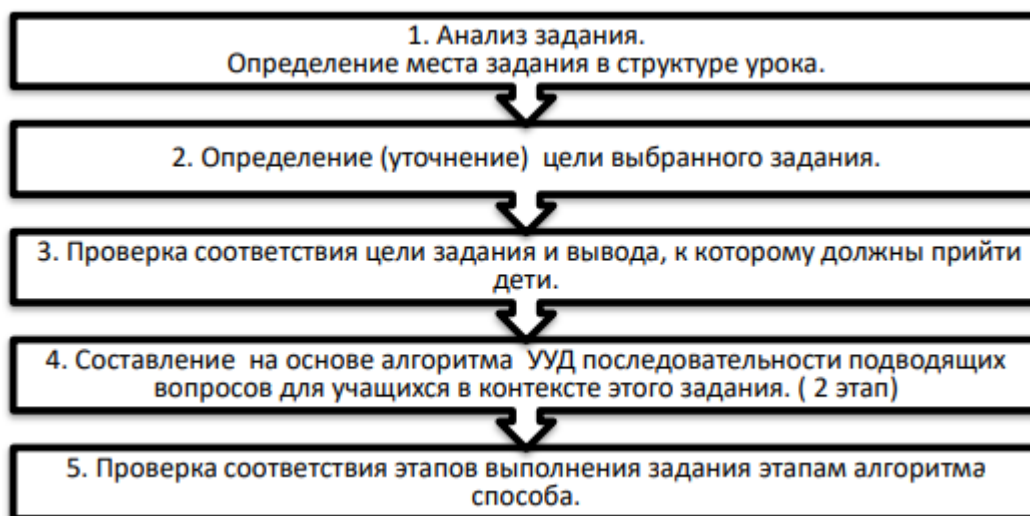 1. Анализ задания.
Определение места задания в структуре урока.
2. Определение (уточнение) цели выбранного задания.
3. Проверка соответствия цели задания и вывода, к которому должны прийти
дети.
4. Составление на основе алгоритма УУД последовательности подводящих
вопросов для учащихся в контексте этого задания. ( 2 этап)
5. Проверка соответствия этапов выполнения задания этапам алгоритма
способа.